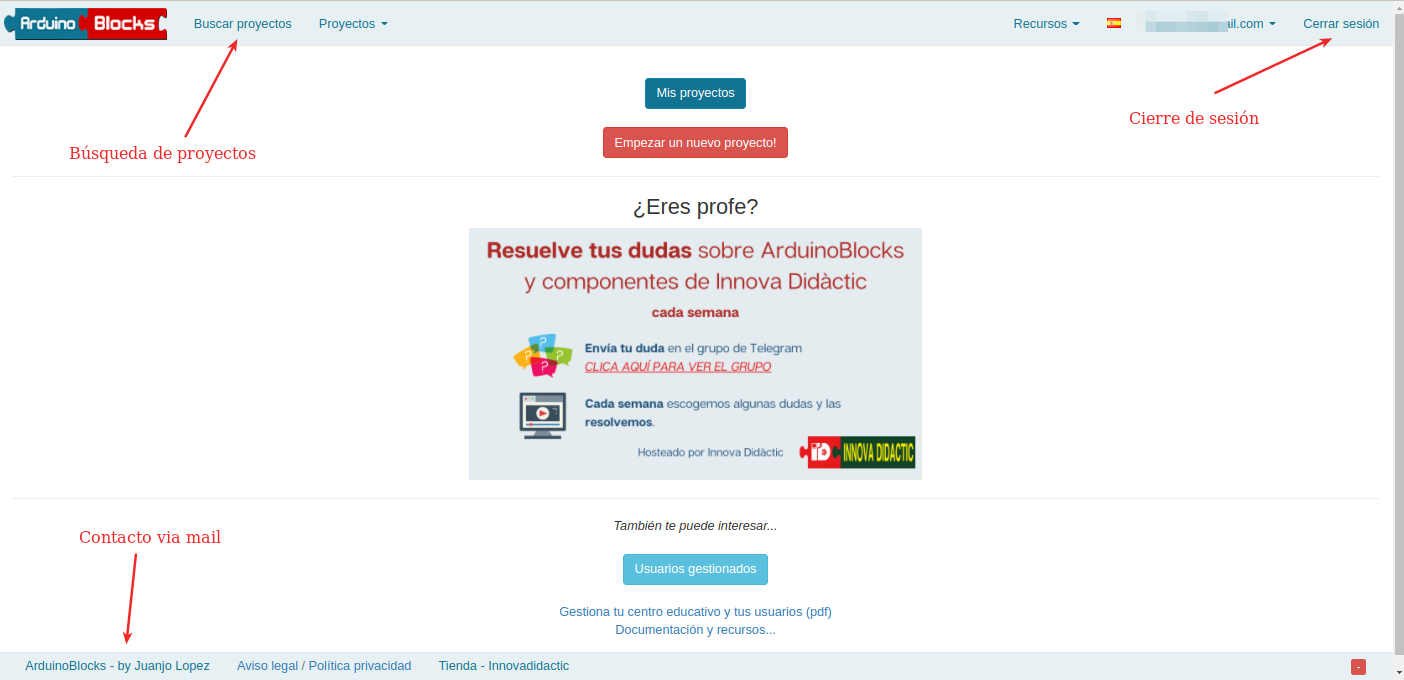 Arduino Blocks
Buscar proyectos
Proyectos
Recursos
il.com
Cerrar sesión
Mis proyectos
Cierre de sesión
Empezar un nuevo proyecto!
Búsqueda de proyectos
¿Eres profe?
Resuelve tus dudas sobre ArduinoBlocks
y componentes de Innova Didàctic
cada semana
Envía tu duda en el grupo de Telegram
CLICA AQUÍ PARA VER EL GRUPO
Cada semana escogemos algunas dudas y las
resolvemos.
Hosteado por Innova Didàctic
iD INNOVA DIDACTIC
También te puede interesar...
Contacto via mail
Usuarios gestionados
Gestiona tu centro educativo y tus usuarios (pdf)
Documentación y recursos...
ArduinoBlocks - by Juanjo Lopez
Aviso legal / Política privacidad
Tienda - Innovadidactic
-